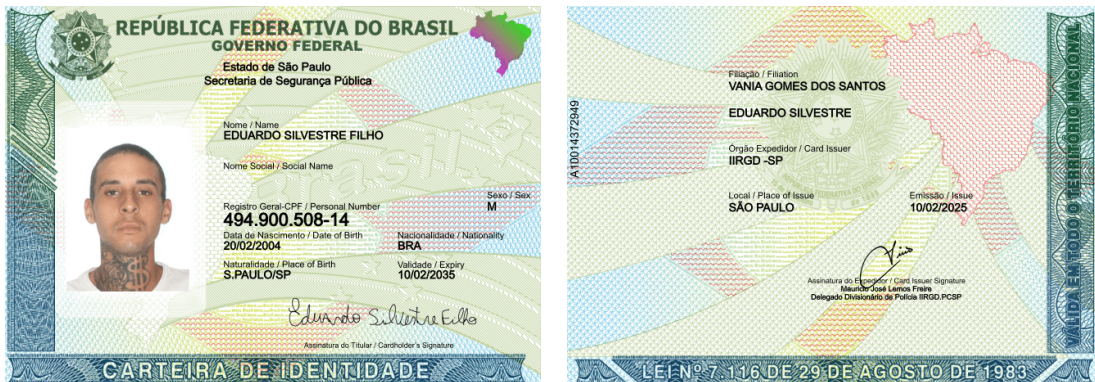 REPÚBLICA FEDERATIVA DO BRASIL
GOVERNO FEDERAL
Estado de São Paulo
Secretaria de Segurança Pública
Nome / Name
EDUARDO SILVESTRE FILHO
Nome Social / Social Name
Registro Geral-CPF / Personal Number
Sexo / Sex
494.900.508-14
M
Data de Nascimento / Date of Birth
Nacionalidade / Nationality
20/02/2004
BRA
Naturalidade / Place of Birth
Validade / Expiry
S.PAULO/SP
10/02/2035
Eduardo Silvestre Filho
Assinatura do Titular / Cardholder's Signature
CARTEIRA DE IDENTIDADE
Brasil
A10014372949
Filiação / Filiation
VANIA GOMES DOS SANTOS
EDUARDO SILVESTRE
Órgão Expedidor / Card Issuer
IIRGD -SP
Local / Place of Issue
Emissão / Issue
SÃO PAULO
10/02/2025
Assinatura do Expedidor / Card Issuer Signature
Mauricio José Lemos Freire
Delegado Divisionário de Polícia IIRGD.PCSP
VÁLIDA EM TODO O TERRITÓRIO NACIONAL
LEI Nº 7.116 DE 29 DE AGOSTO DE 1983